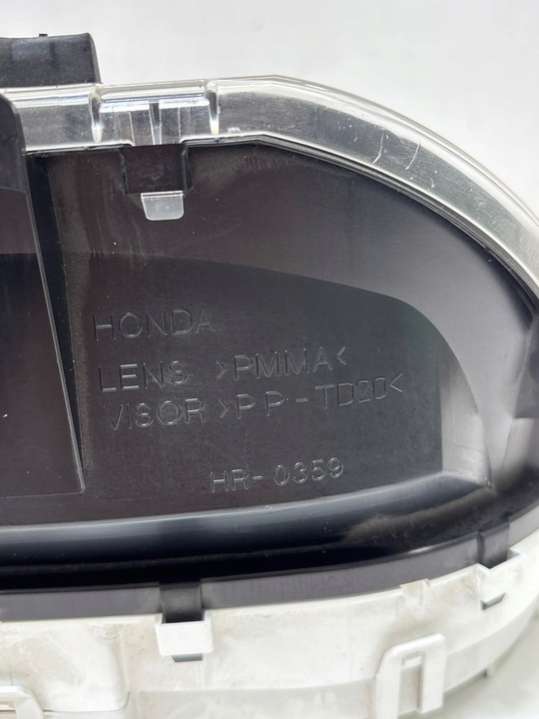 HONDA
LENS >PMMA<
VISOR >PP-TD20<
HR-0359